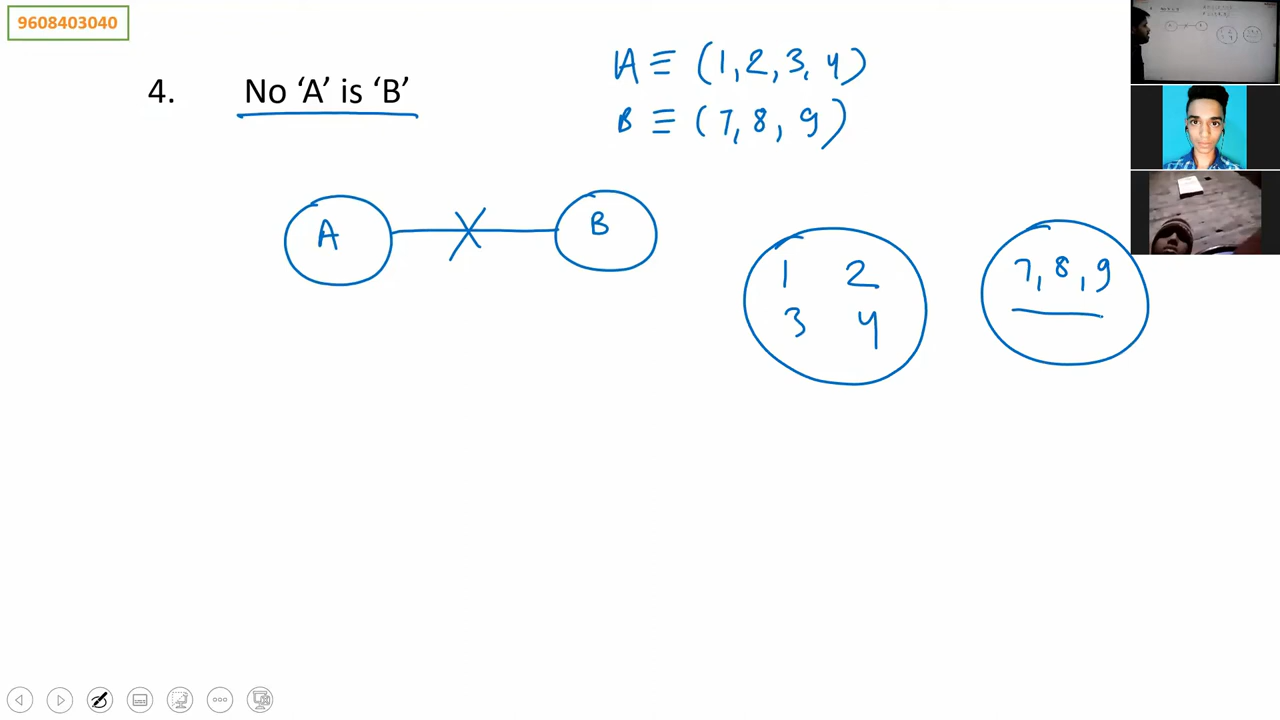 9608403040
4. No ‘A’ is ‘B’
A ≡ (1, 2, 3, 4)
B ≡ (7, 8, 9)
A B
1 2
3 4
7, 8, 9